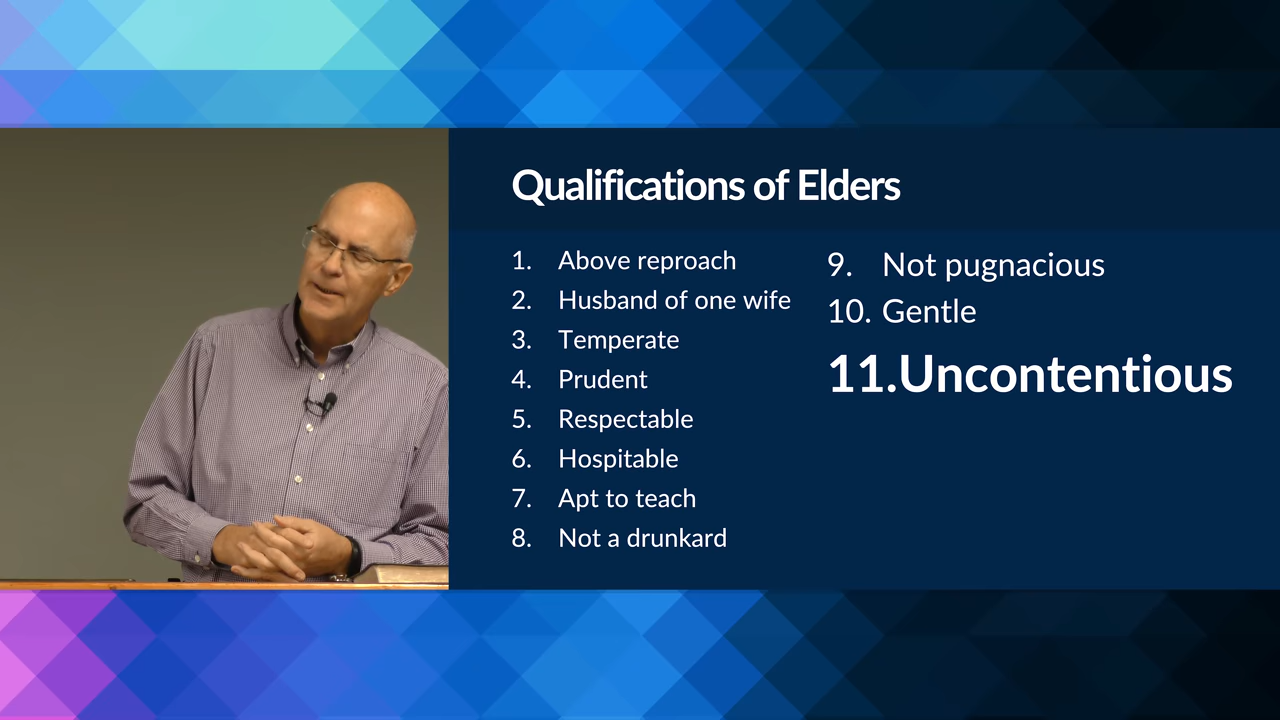 Qualifications of Elders
1. Above reproach
2. Husband of one wife
3. Temperate
4. Prudent
5. Respectable
6. Hospitable
7. Apt to teach
8. Not a drunkard
9. Not pugnacious
10. Gentle
11.Uncontentious